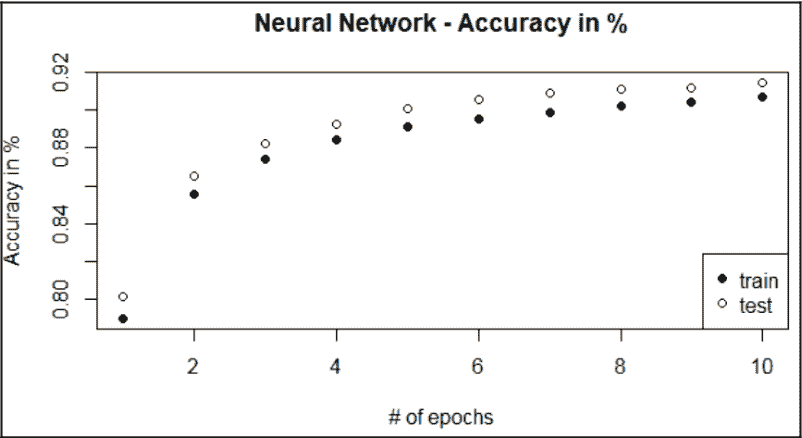 Neural Network - Accuracy in %
Accuracy in %
0.92
0.88
0.84
0.80
train
test
2 4 6 8 10
# of epochs